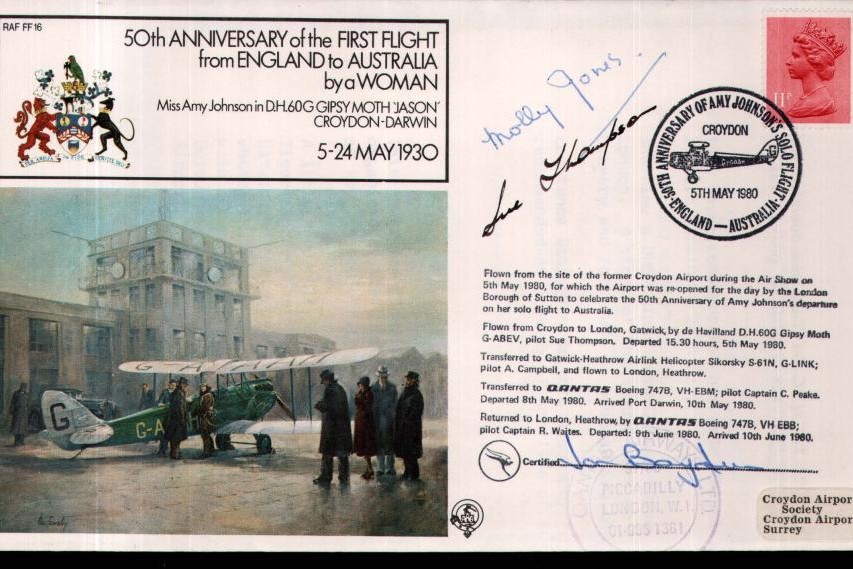 RAF FF16
50th ANNIVERSARY of the FIRST FLIGHT
from ENGLAND to AUSTRALIA
by a WOMAN
Miss Amy Johnson in D.H.60G GIPSY MOTH 'JASON'
CROYDON-DARWIN
5-24 MAY 1930
G
G-A
Molly Jones.
Sue Thompson
50TH ANNIVERSARY OF AMY JOHNSON'S SOLO FLIGHT
CROYDON
5TH MAY 1980
ENGLAND — AUSTRALIA
Flown from the site of the former Croydon Airport during the Air Show on
5th May 1980, for which the Airport was re-opened for the day by the London
Borough of Sutton to celebrate the 50th Anniversary of Amy Johnson's departure
on her solo flight to Australia.
Flown from Croydon to London, Gatwick, by de Havilland D.H.60G Gipsy Moth
G-ABEV, pilot Sue Thompson. Departed 15.30 hours, 5th May 1980.
Transferred to Gatwick-Heathrow Airlink Helicopter Sikorsky S-61N, G-LINK;
pilot A. Campbell, and flown to London, Heathrow.
Transferred to QANTAS Boeing 747B, VH-EBM; pilot Captain C. Peake.
Departed 8th May 1980. Arrived Port Darwin, 10th May 1980.
Returned to London, Heathrow, by QANTAS Boeing 747B, VH EBB;
pilot Captain R. Waites. Departed: 9th June 1980. Arrived 10th June 1980.
Certified
PICCADILLY
LONDON, W.1.
Croydon Airpor
Society
Croydon Airpor
Surrey